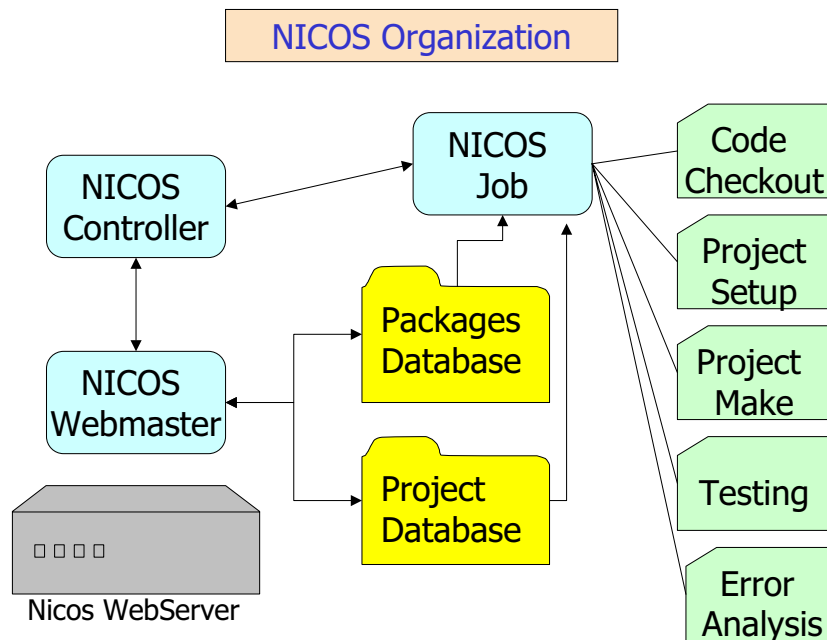 NICOS Organization
NICOS
Controller
NICOS
Job
Code
Checkout
Project
Setup
Packages
Database
NICOS
Webmaster
Project
Make
Project
Database
Testing
Nicos WebServer
Error
Analysis